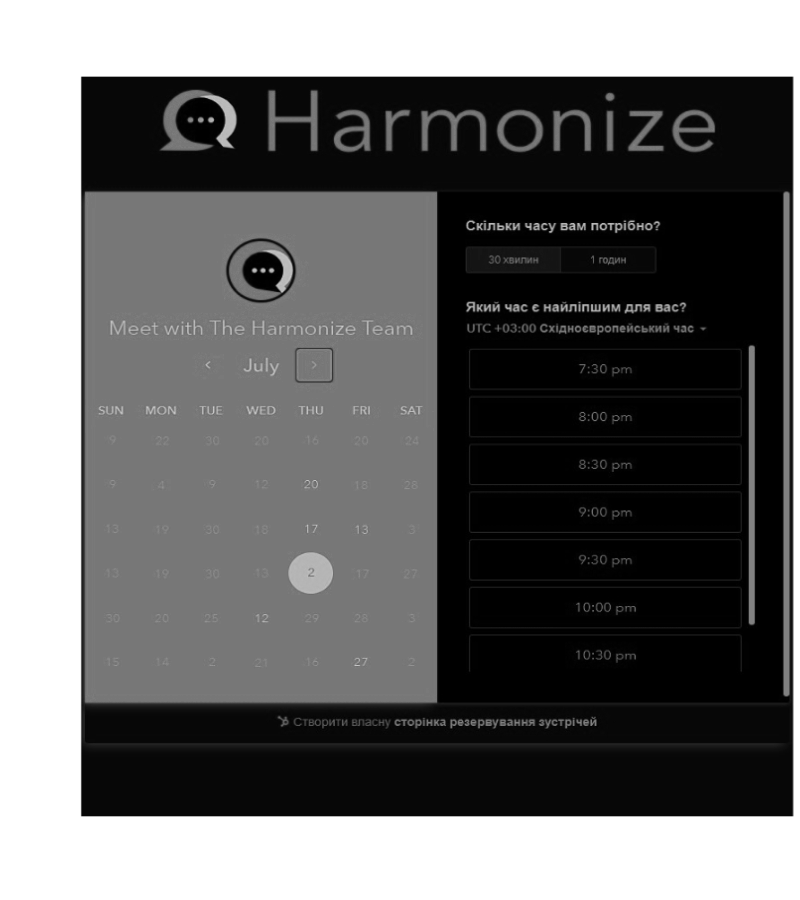 Harmonize
Meet with The Harmonize Team
July
SUN MON TUE WED THU FRI SAT
9 22 30 20 16 20 24
9 4 9 12 20 18 28
13 19 30 18 17 13 3
13 19 30 13 2 17 27
30 20 25 12 29 28 3
15 14 2 21 16 27 2
Скільки часу вам потрібно?
30 хвилин 1 годин
Який час є найліпшим для вас?
UTC +03:00 Східноєвропейський час
7:30 pm
8:00 pm
8:30 pm
9:00 pm
9:30 pm
10:00 pm
10:30 pm
Створити власну сторінка резервування зустрічей